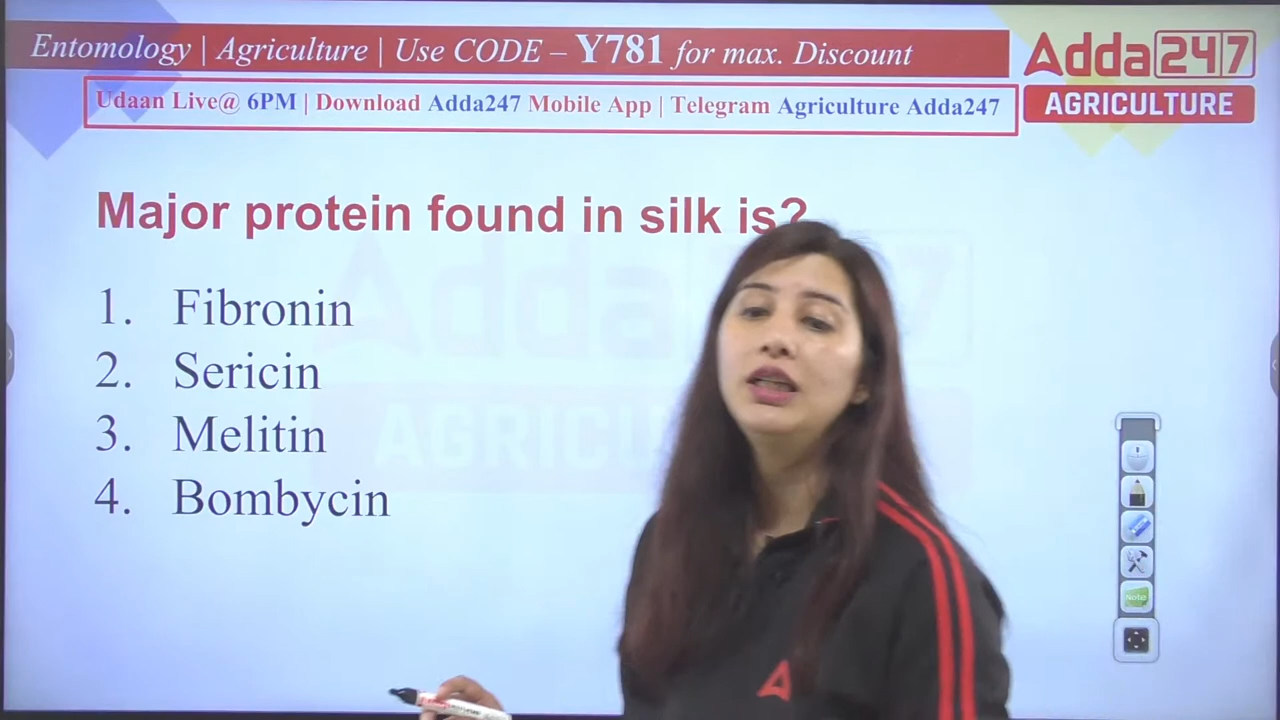 Entomology | Agriculture | Use CODE – Y781 for max. Discount
Adda247
Udaan Live@ 6PM | Download Adda247 Mobile App | Telegram Agriculture Adda247
AGRICULTURE
Major protein found in silk is?
1. Fibronin
2. Sericin
3. Melitin
4. Bombycin
Note